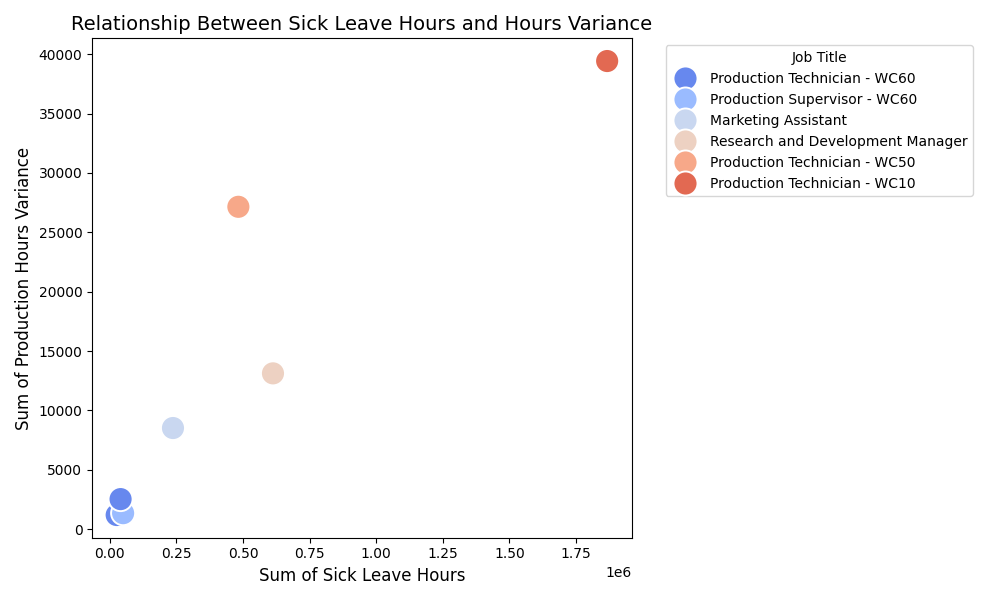 Relationship Between Sick Leave Hours and Hours Variance
Sum of Production Hours Variance
40000
35000
30000
25000
20000
15000
10000
5000
0
0.00 0.25 0.50 0.75 1.00 1.25 1.50 1.75
1e6
Sum of Sick Leave Hours
Job Title
Production Technician - WC60
Production Supervisor - WC60
Marketing Assistant
Research and Development Manager
Production Technician - WC50
Production Technician - WC10